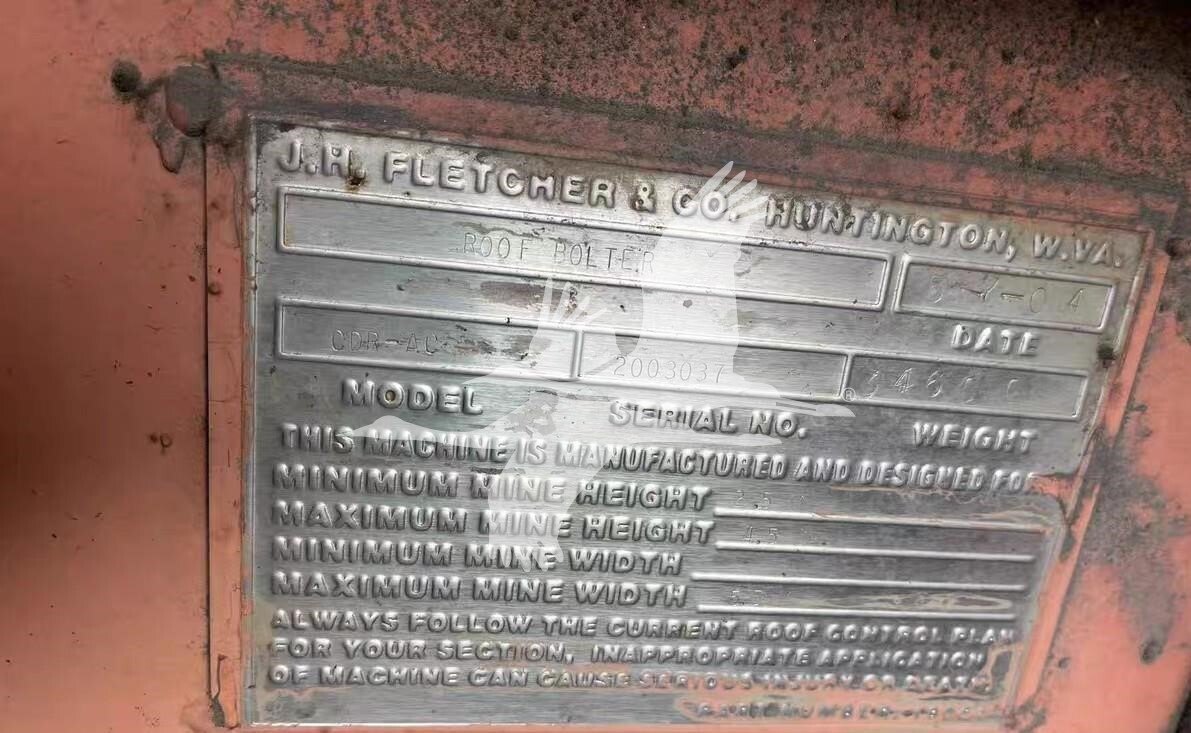 J.H. FLETCHER & CO. HUNTINGTON, W.VA.
ROOF BOLTER
DATE
CDR-AC 2003037
MODEL SERIAL NO. WEIGHT
THIS MACHINE IS MANUFACTURED AND DESIGNED FOR
MINIMUM MINE HEIGHT
MAXIMUM MINE HEIGHT 4.5
MINIMUM MINE WIDTH
MAXIMUM MINE WIDTH
ALWAYS FOLLOW THE CURRENT ROOF CONTROL PLAN
FOR YOUR SECTION, INAPPROPRIATE APPLICATION
OF MACHINE CAN CAUSE SERIOUS INJURY OR DEATH.